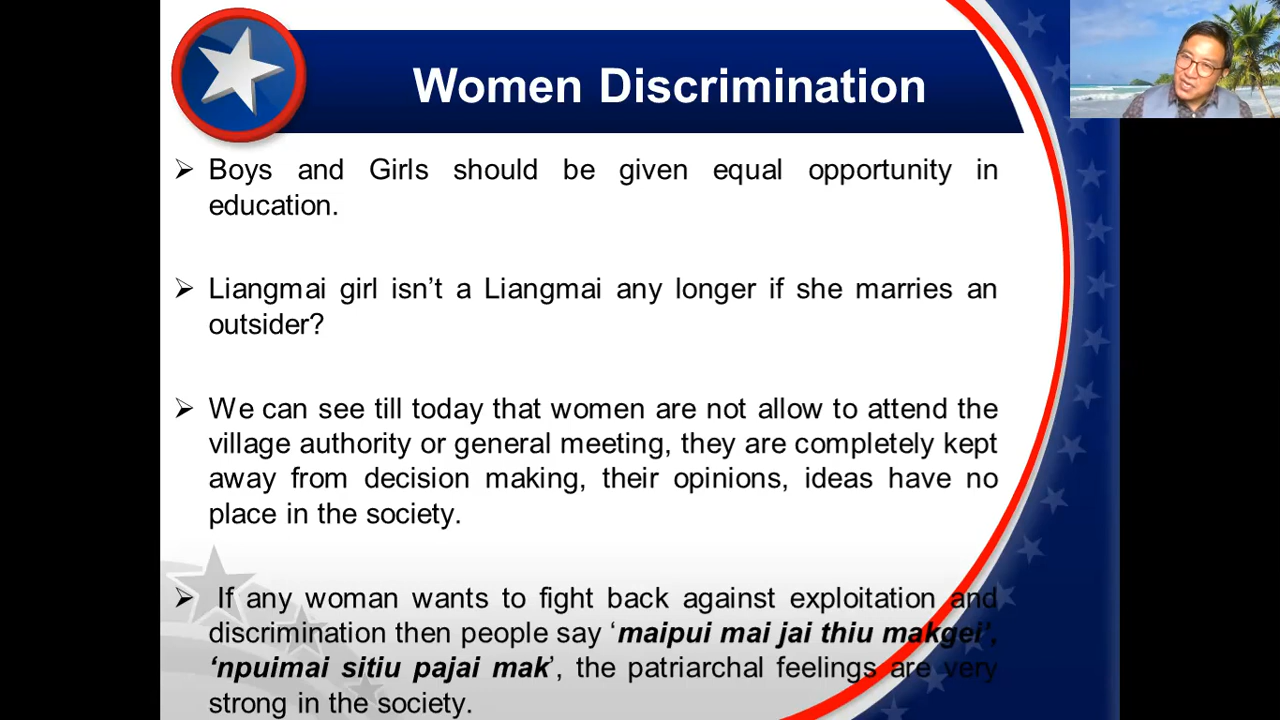 Women Discrimination
Boys and Girls should be given equal opportunity in
education.
Liangmai girl isn’t a Liangmai any longer if she marries an
outsider?
We can see till today that women are not allow to attend the
village authority or general meeting, they are completely kept
away from decision making, their opinions, ideas have no
place in the society.
If any woman wants to fight back against exploitation and
discrimination then people say ‘maipui mai jai thiu makgei’,
‘npuimai sitiu pajai mak’, the patriarchal feelings are very
strong in the society.